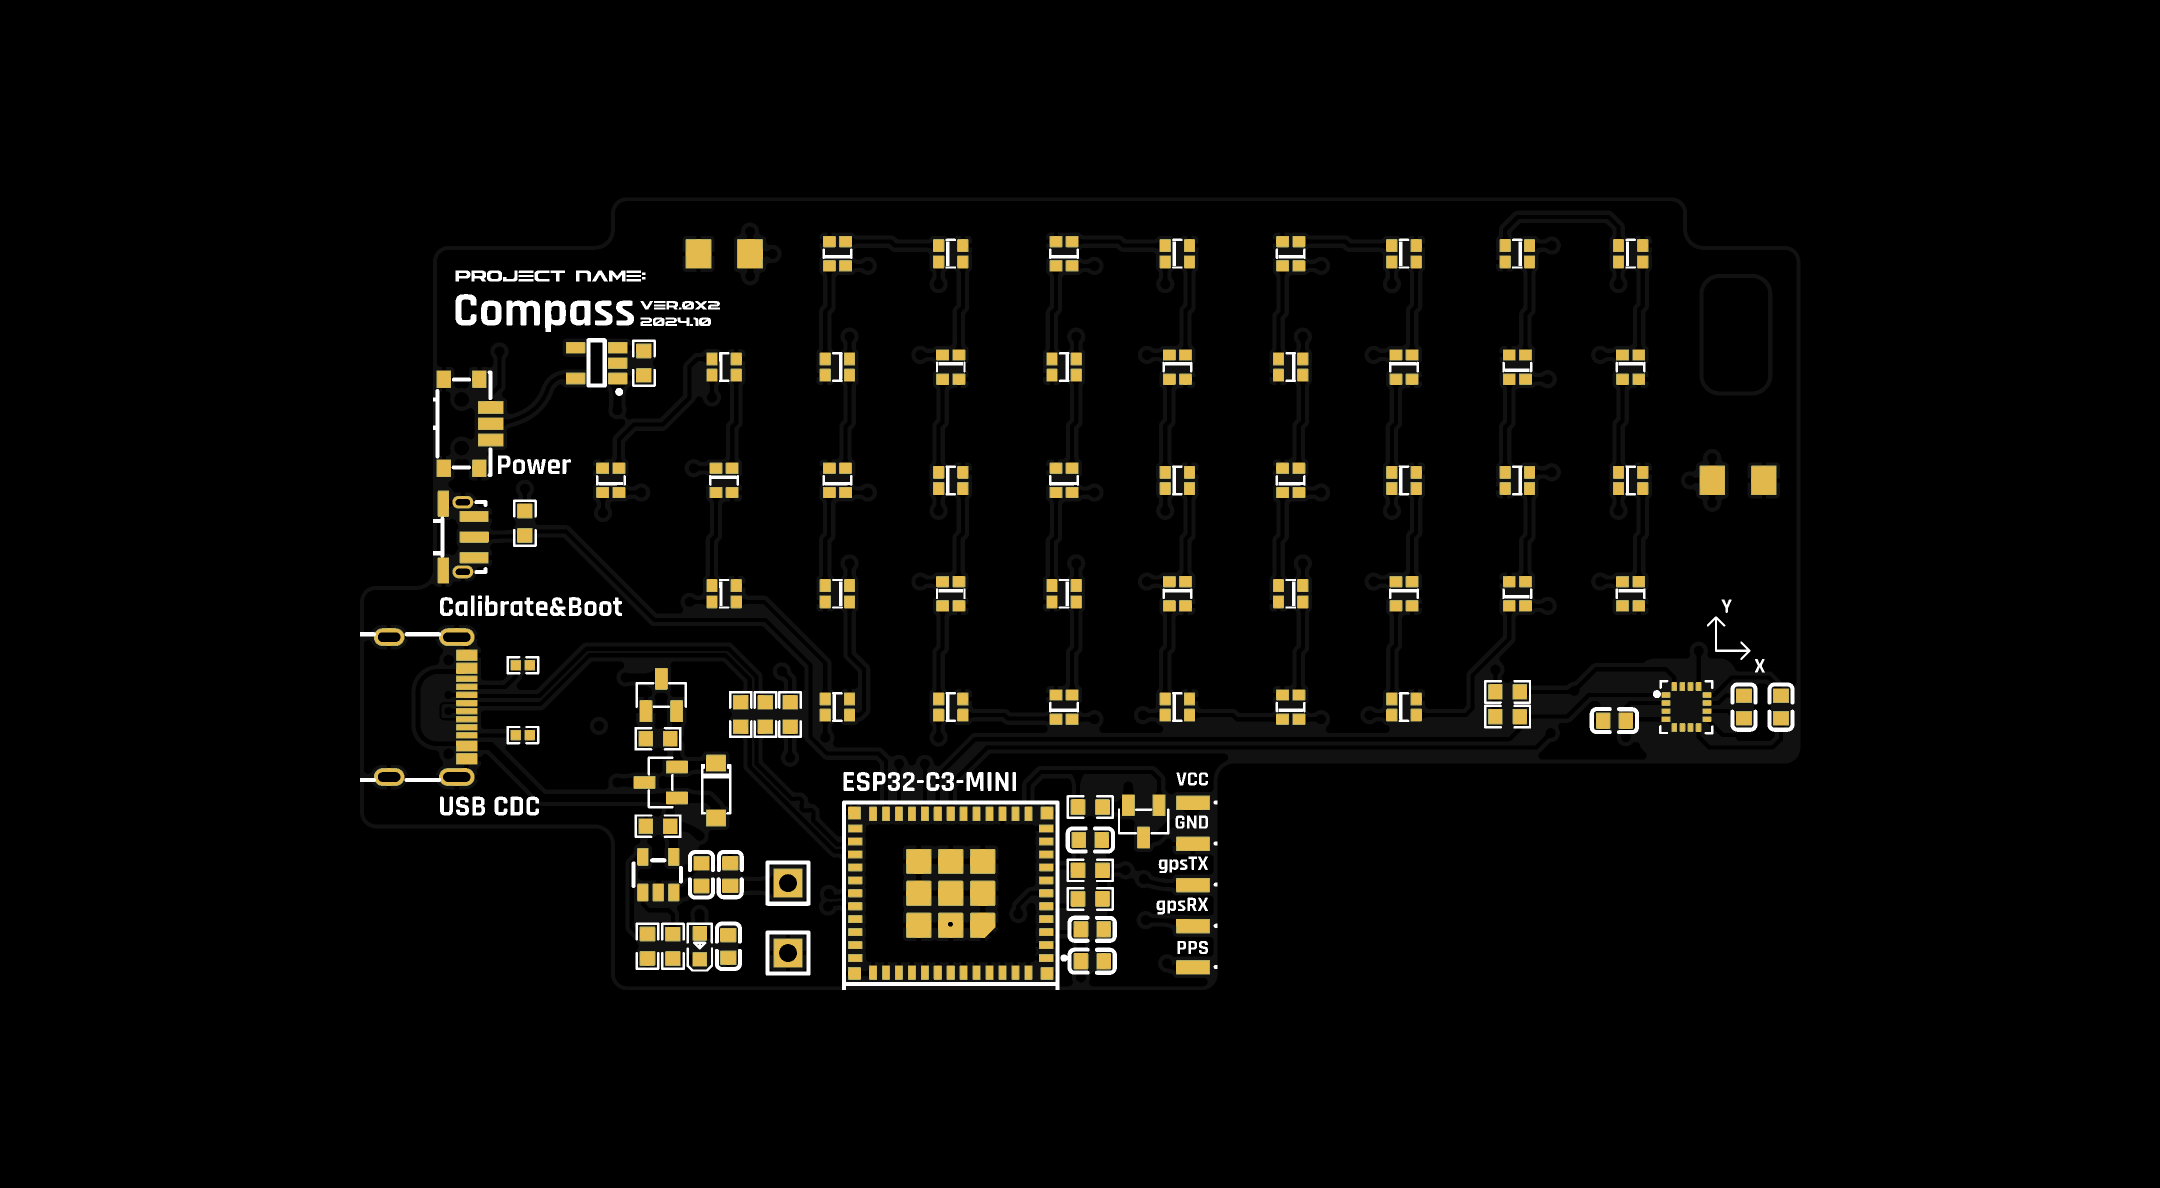 PROJECT NAME:
Compass
VER.0X2
2024.10
Power
Calibrate&Boot
USB CDC
ESP32-C3-MINI
VCC
GND
gpsTX
gpsRX
PPS
Y
X